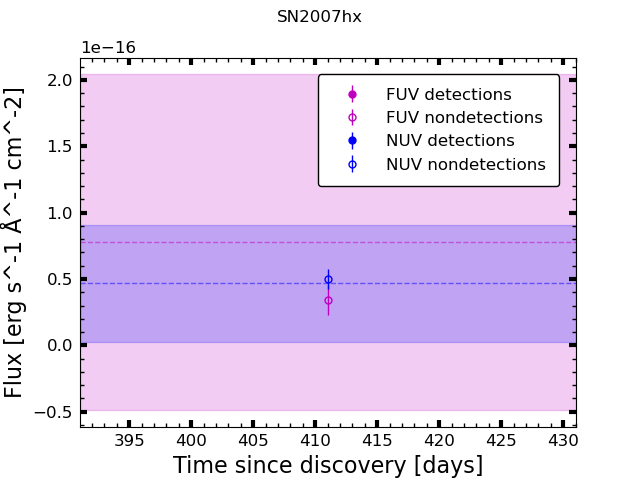 SN2007hx
1e−16
FUV detections
FUV nondetections
NUV detections
NUV nondetections
2.0
1.5
1.0
0.5
0.0
−0.5
Flux [erg s^-1 Å^-1 cm^-2]
395 400 405 410 415 420 425 430
Time since discovery [days]